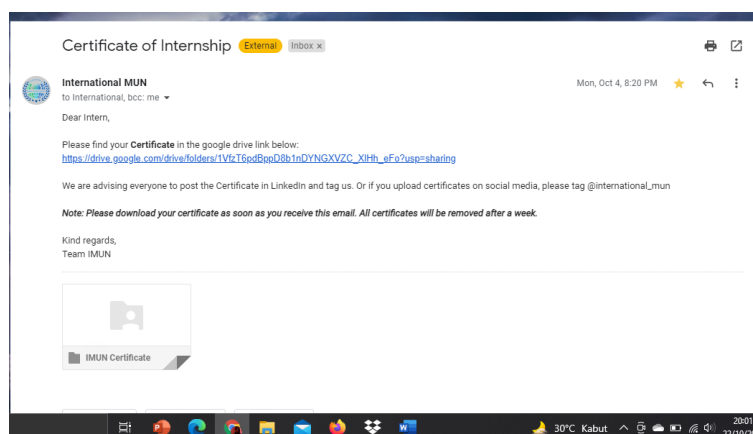 Certificate of Internship External Inbox ×
International MUN
Mon, Oct 4, 8:20 PM
to International, bcc: me
Dear Intern,
Please find your Certificate in the google drive link below:
https://drive.google.com/drive/folders/1VfzT6pdBppD8b1nDYNGXVZC_XlHh_eFo?usp=sharing
We are advising everyone to post the Certificate in LinkedIn and tag us. Or if you upload certificates on social media, please tag @international_mun
Note: Please download your certificate as soon as you receive this email. All certificates will be removed after a week.
Kind regards,
Team IMUN
IMUN Certificate
30°C Kabut
20:01